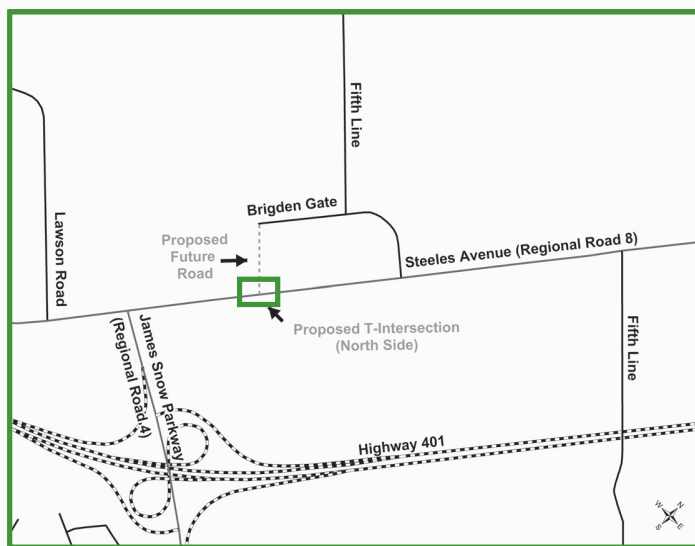 Fifth Line
Brigden Gate
Lawson Road
Proposed
Future
Road
Steeles Avenue (Regional Road 8)
Proposed T-Intersection
(North Side)
James Snow Parkway
(Regional Road 4)
Fifth Line
Highway 401
N
W
E
S